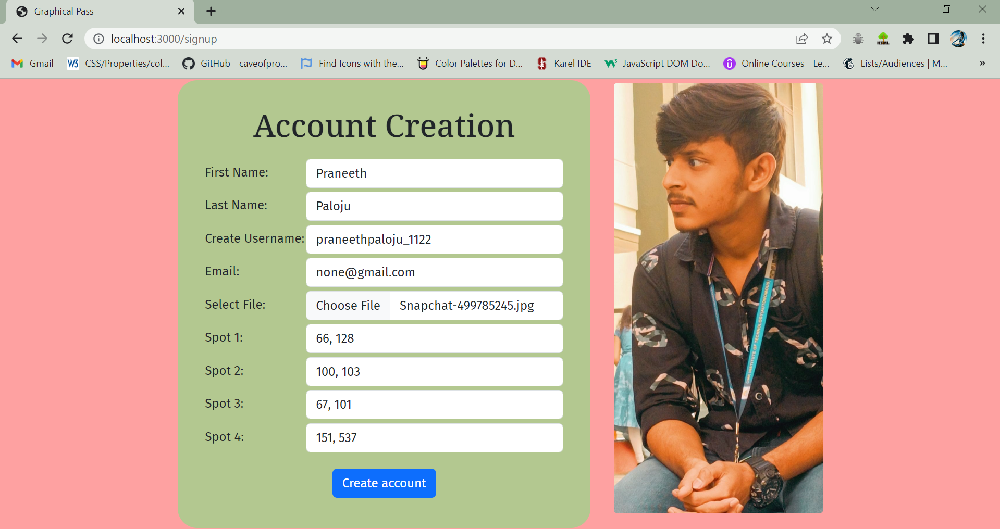 Graphical Pass
localhost:3000/signup
Gmail
CSS/Properties/col...
GitHub - caveofpro...
Find Icons with the...
Color Palettes for D...
Karel IDE
JavaScript DOM Do...
Online Courses - Le...
Lists/Audiences | M...
»
HTML
Account Creation
First Name: Praneeth
Last Name: Paloju
Create Username: praneethpaloju_1122
Email: none@gmail.com
Select File: Choose File Snapchat-499785245.jpg
Spot 1: 66, 128
Spot 2: 100, 103
Spot 3: 67, 101
Spot 4: 151, 537
Create account
CMR INSTITUTE OF TECHNOLOGY(AUTONOMOUS)